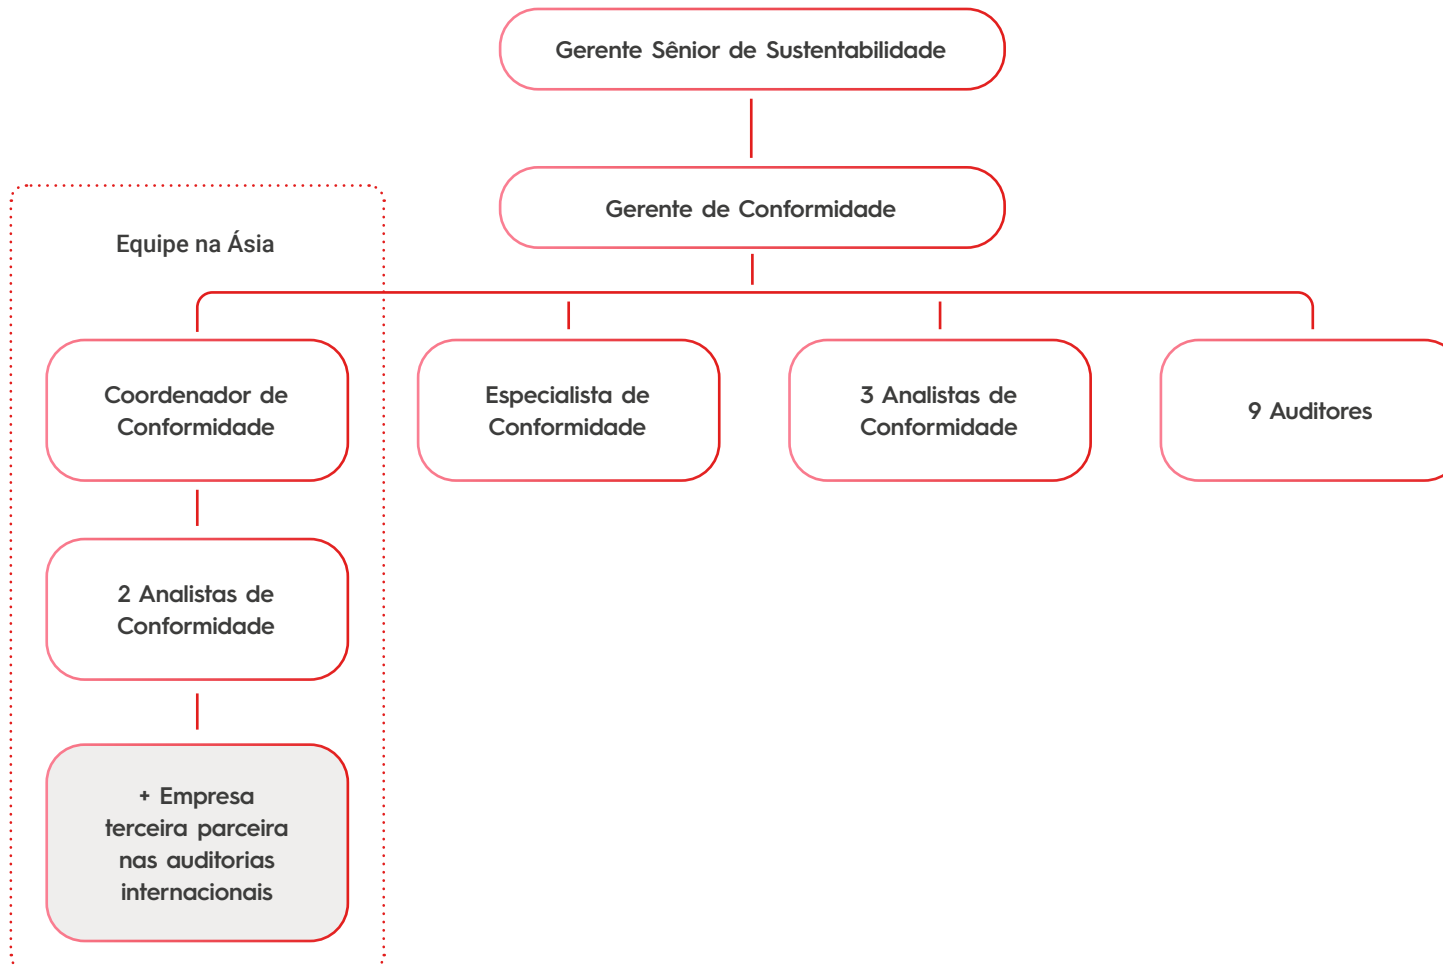 Gerente Sênior de Sustentabilidade
Gerente de Conformidade
Equipe na Ásia
Coordenador de
Conformidade
Especialista de
Conformidade
3 Analistas de
Conformidade
9 Auditores
2 Analistas de
Conformidade
+ Empresa
terceira parceira
nas auditorias
internacionais